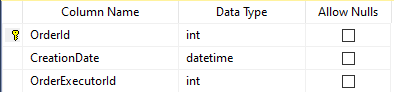 Column Name Data Type Allow Nulls
OrderId int
CreationDate datetime
OrderExecutorId int